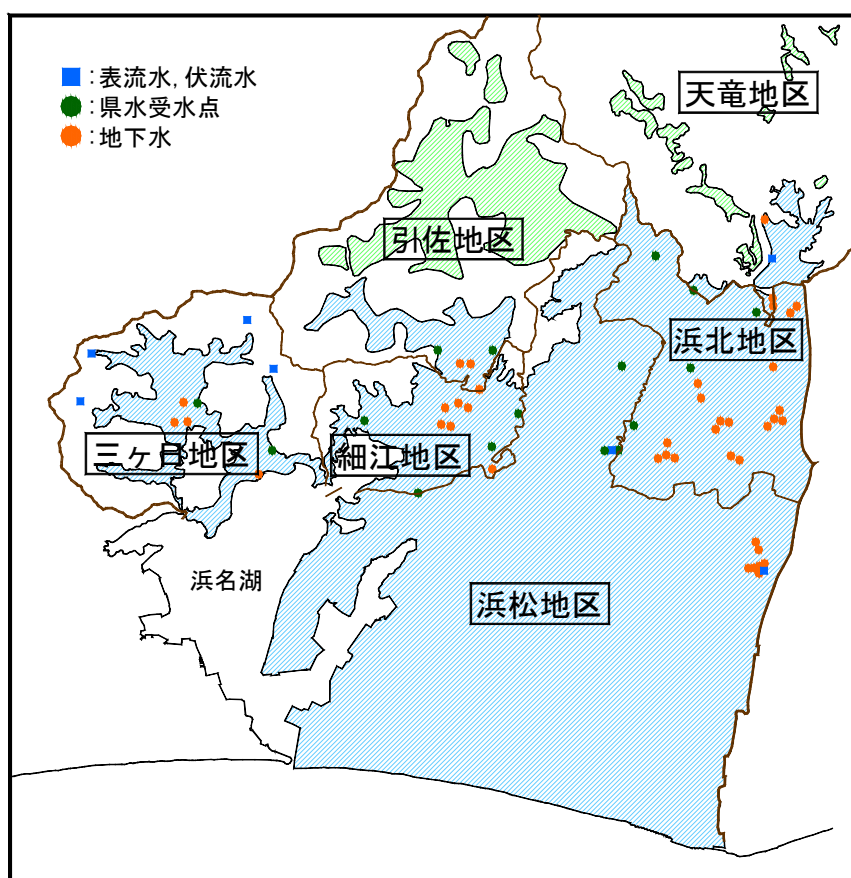 ：表流水，伏流水
：県水受水点
：地下水
天竜地区
引佐地区
浜北地区
三ヶ日地区
細江地区
浜名湖
浜松地区